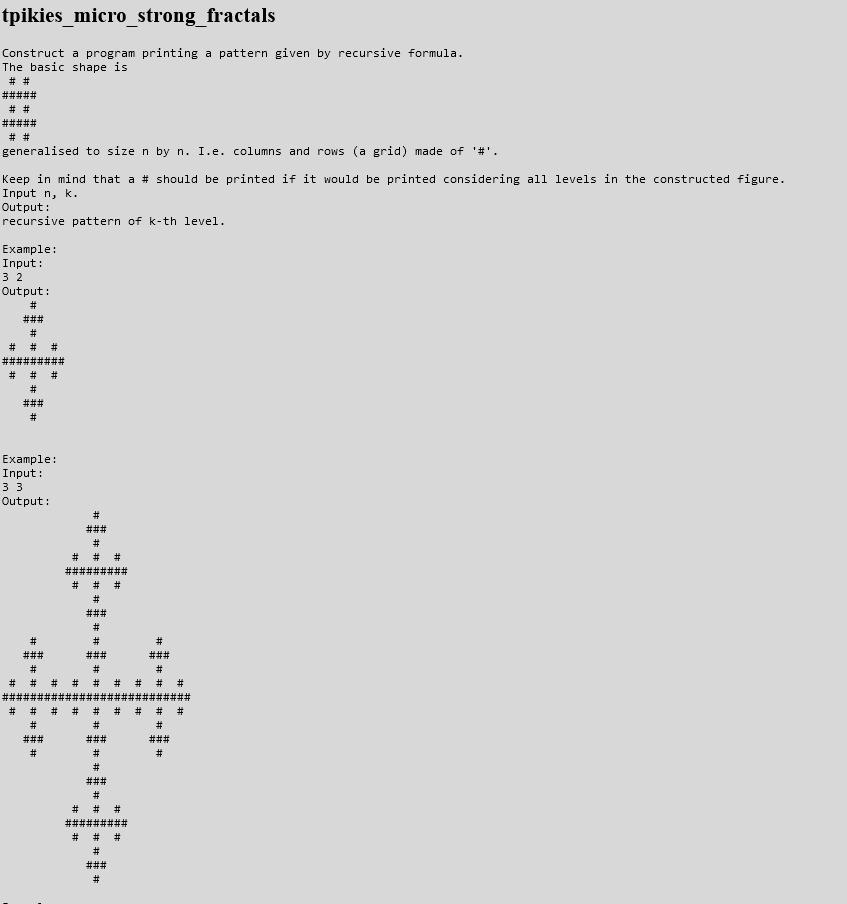 tpikies_micro_strong_fractals
Construct a program printing a pattern given by recursive formula.
The basic shape is
 # #
#####
 # #
#####
 # #
generalised to size n by n. I.e. columns and rows (a grid) made of '#'.
Keep in mind that a # should be printed if it would be printed considering all levels in the constructed figure.
Input n, k.
Output:
recursive pattern of k-th level.
Example:
Input:
3 2
Output:
    #
   ###
    #
 #  #  #
#########
 #  #  #
    #
   ###
    #
Example:
Input:
3 3
Output:
             #
            ###
             #
          #  #  #
         #########
          #  #  #
             #
            ###
             #
    #        #        #
   ###      ###      ###
    #        #        #
 #  #  #  #  #  #  #  #  #
###########################
 #  #  #  #  #  #  #  #  #
    #        #        #
   ###      ###      ###
    #        #        #
             #
            ###
             #
          #  #  #
         #########
          #  #  #
             #
            ###
             #